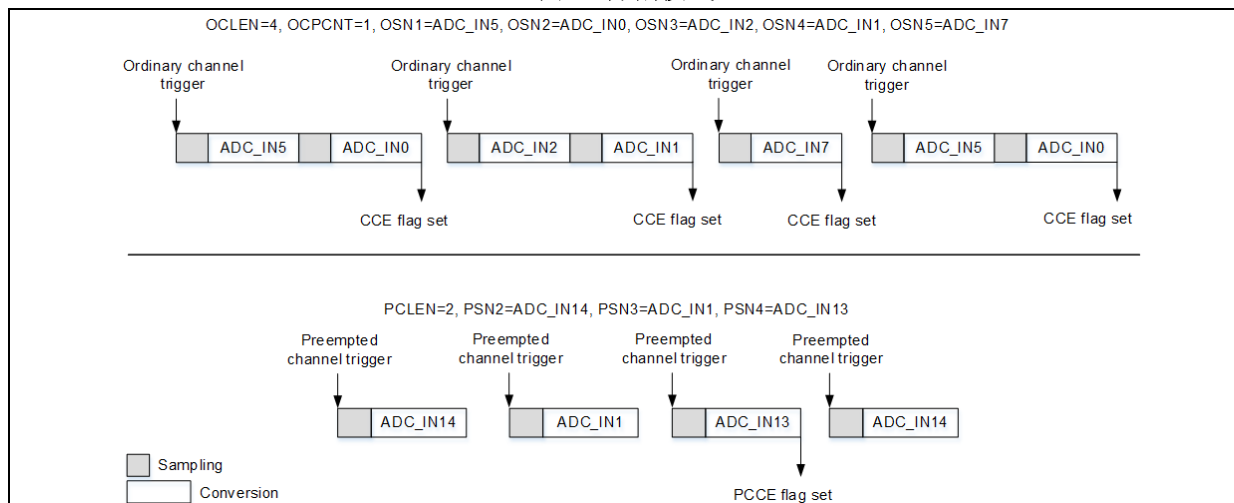 OCLEN=4, OCPCNT=1, OSN1=ADC_IN5, OSN2=ADC_IN0, OSN3=ADC_IN2, OSN4=ADC_IN1, OSN5=ADC_IN7
Ordinary channel
trigger
Ordinary channel
trigger
Ordinary channel
trigger
Ordinary channel
trigger
ADC_IN5
ADC_IN0
ADC_IN2
ADC_IN1
ADC_IN7
ADC_IN5
ADC_IN0
CCE flag set
CCE flag set
CCE flag set
CCE flag set
PCLEN=2, PSN2=ADC_IN14, PSN3=ADC_IN1, PSN4=ADC_IN13
Preempted
channel trigger
Preempted
channel trigger
Preempted
channel trigger
Preempted
channel trigger
ADC_IN14
ADC_IN1
ADC_IN13
ADC_IN14
Sampling
Conversion
PCCE flag set